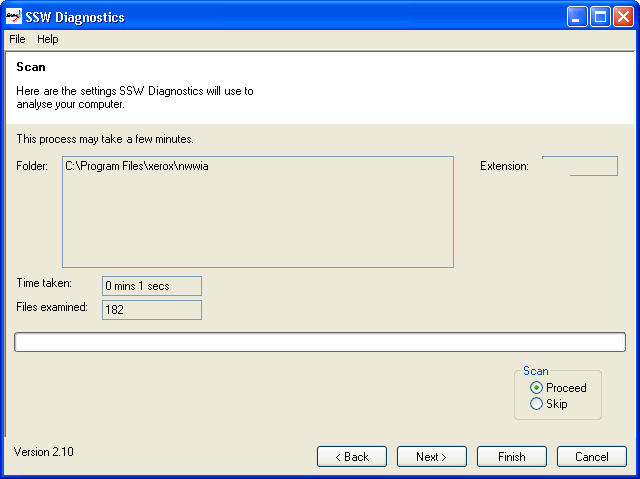 SSW Diagnostics
File Help
Scan
Here are the settings SSW Diagnostics will use to
analyse your computer.
This process may take a few minutes.
Folder: C:\Program Files\xerox\nwwia Extension:
Time taken: 0 mins 1 secs
Files examined: 182
Scan
Proceed
Skip
Version 2.10 < Back Next > Finish Cancel